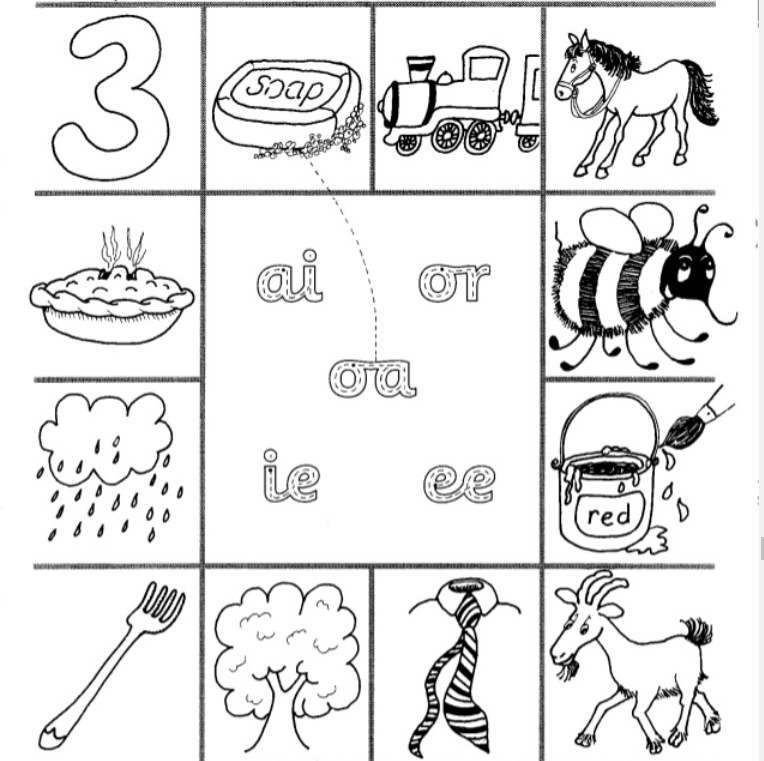 3 soap
ai or
oa
ie ee
red